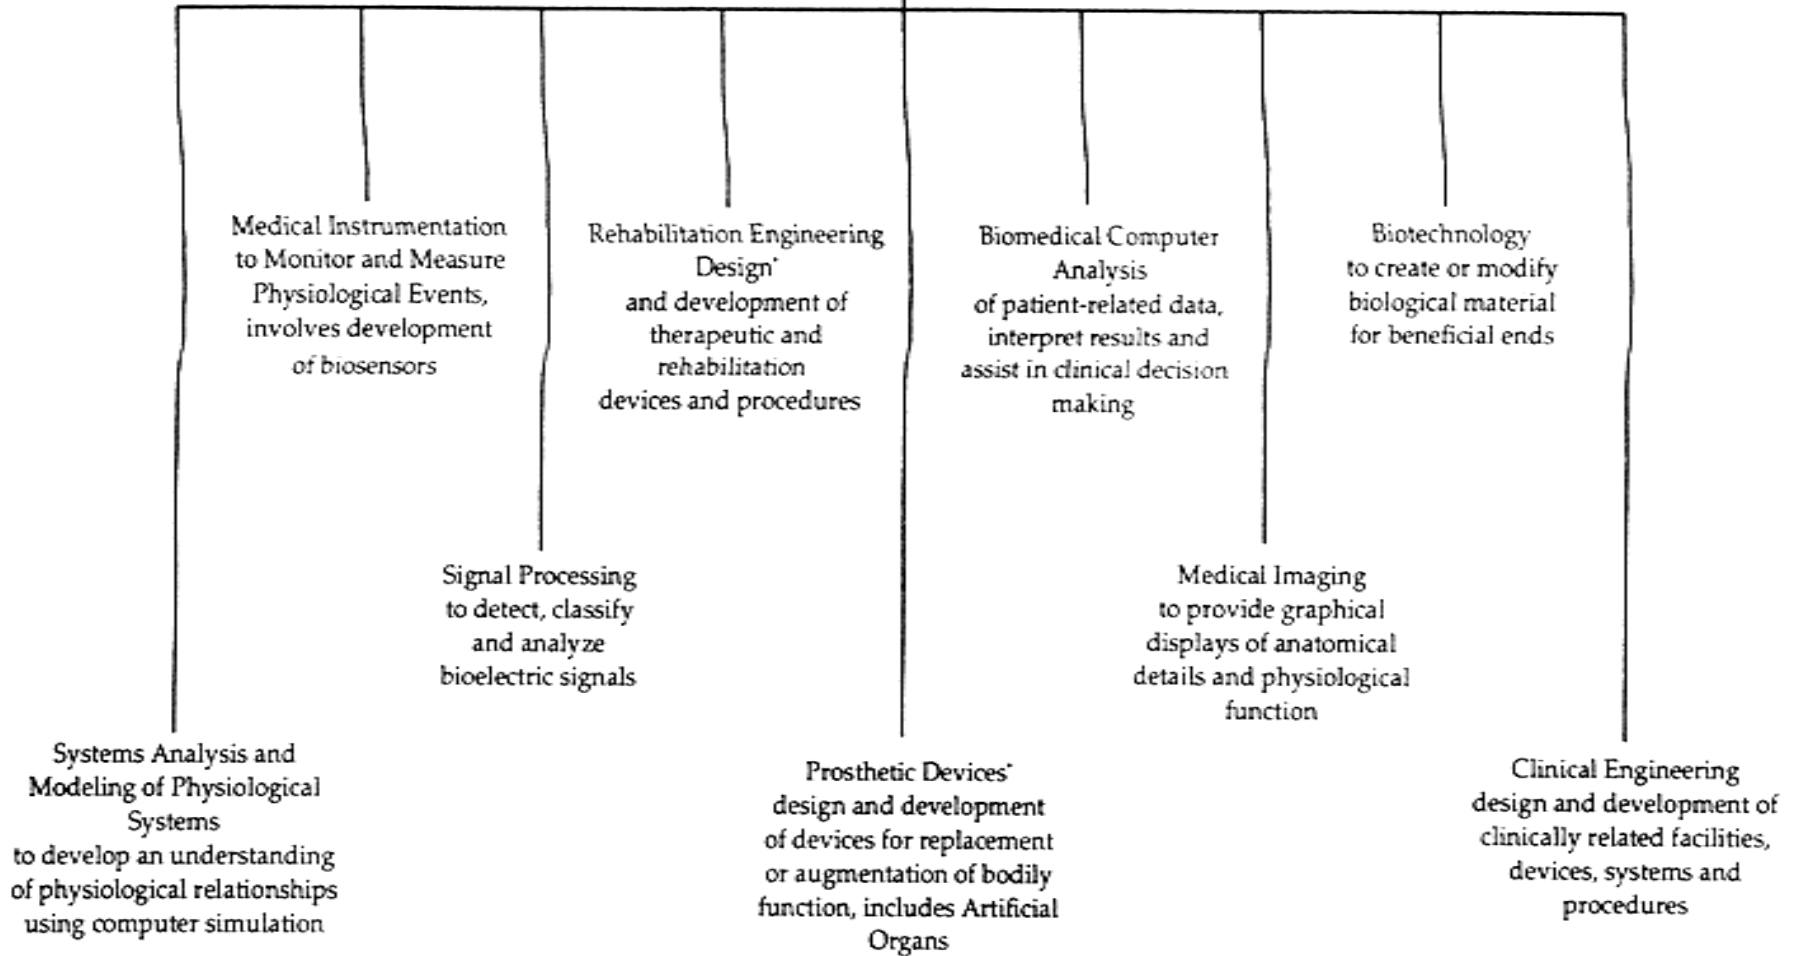 Medical Instrumentation
to Monitor and Measure
Physiological Events,
involves development
of biosensors
Rehabilitation Engineering
Design*
and development of
therapeutic and
rehabilitation
devices and procedures
Biomedical Computer
Analysis
of patient-related data,
interpret results and
assist in clinical decision
making
Biotechnology
to create or modify
biological material
for beneficial ends
Signal Processing
to detect, classify
and analyze
bioelectric signals
Medical Imaging
to provide graphical
displays of anatomical
details and physiological
function
Systems Analysis and
Modeling of Physiological
Systems
to develop an understanding
of physiological relationships
using computer simulation
Prosthetic Devices*
design and development
of devices for replacement
or augmentation of bodily
function, includes Artificial
Organs
Clinical Engineering
design and development of
clinically related facilities,
devices, systems and
procedures